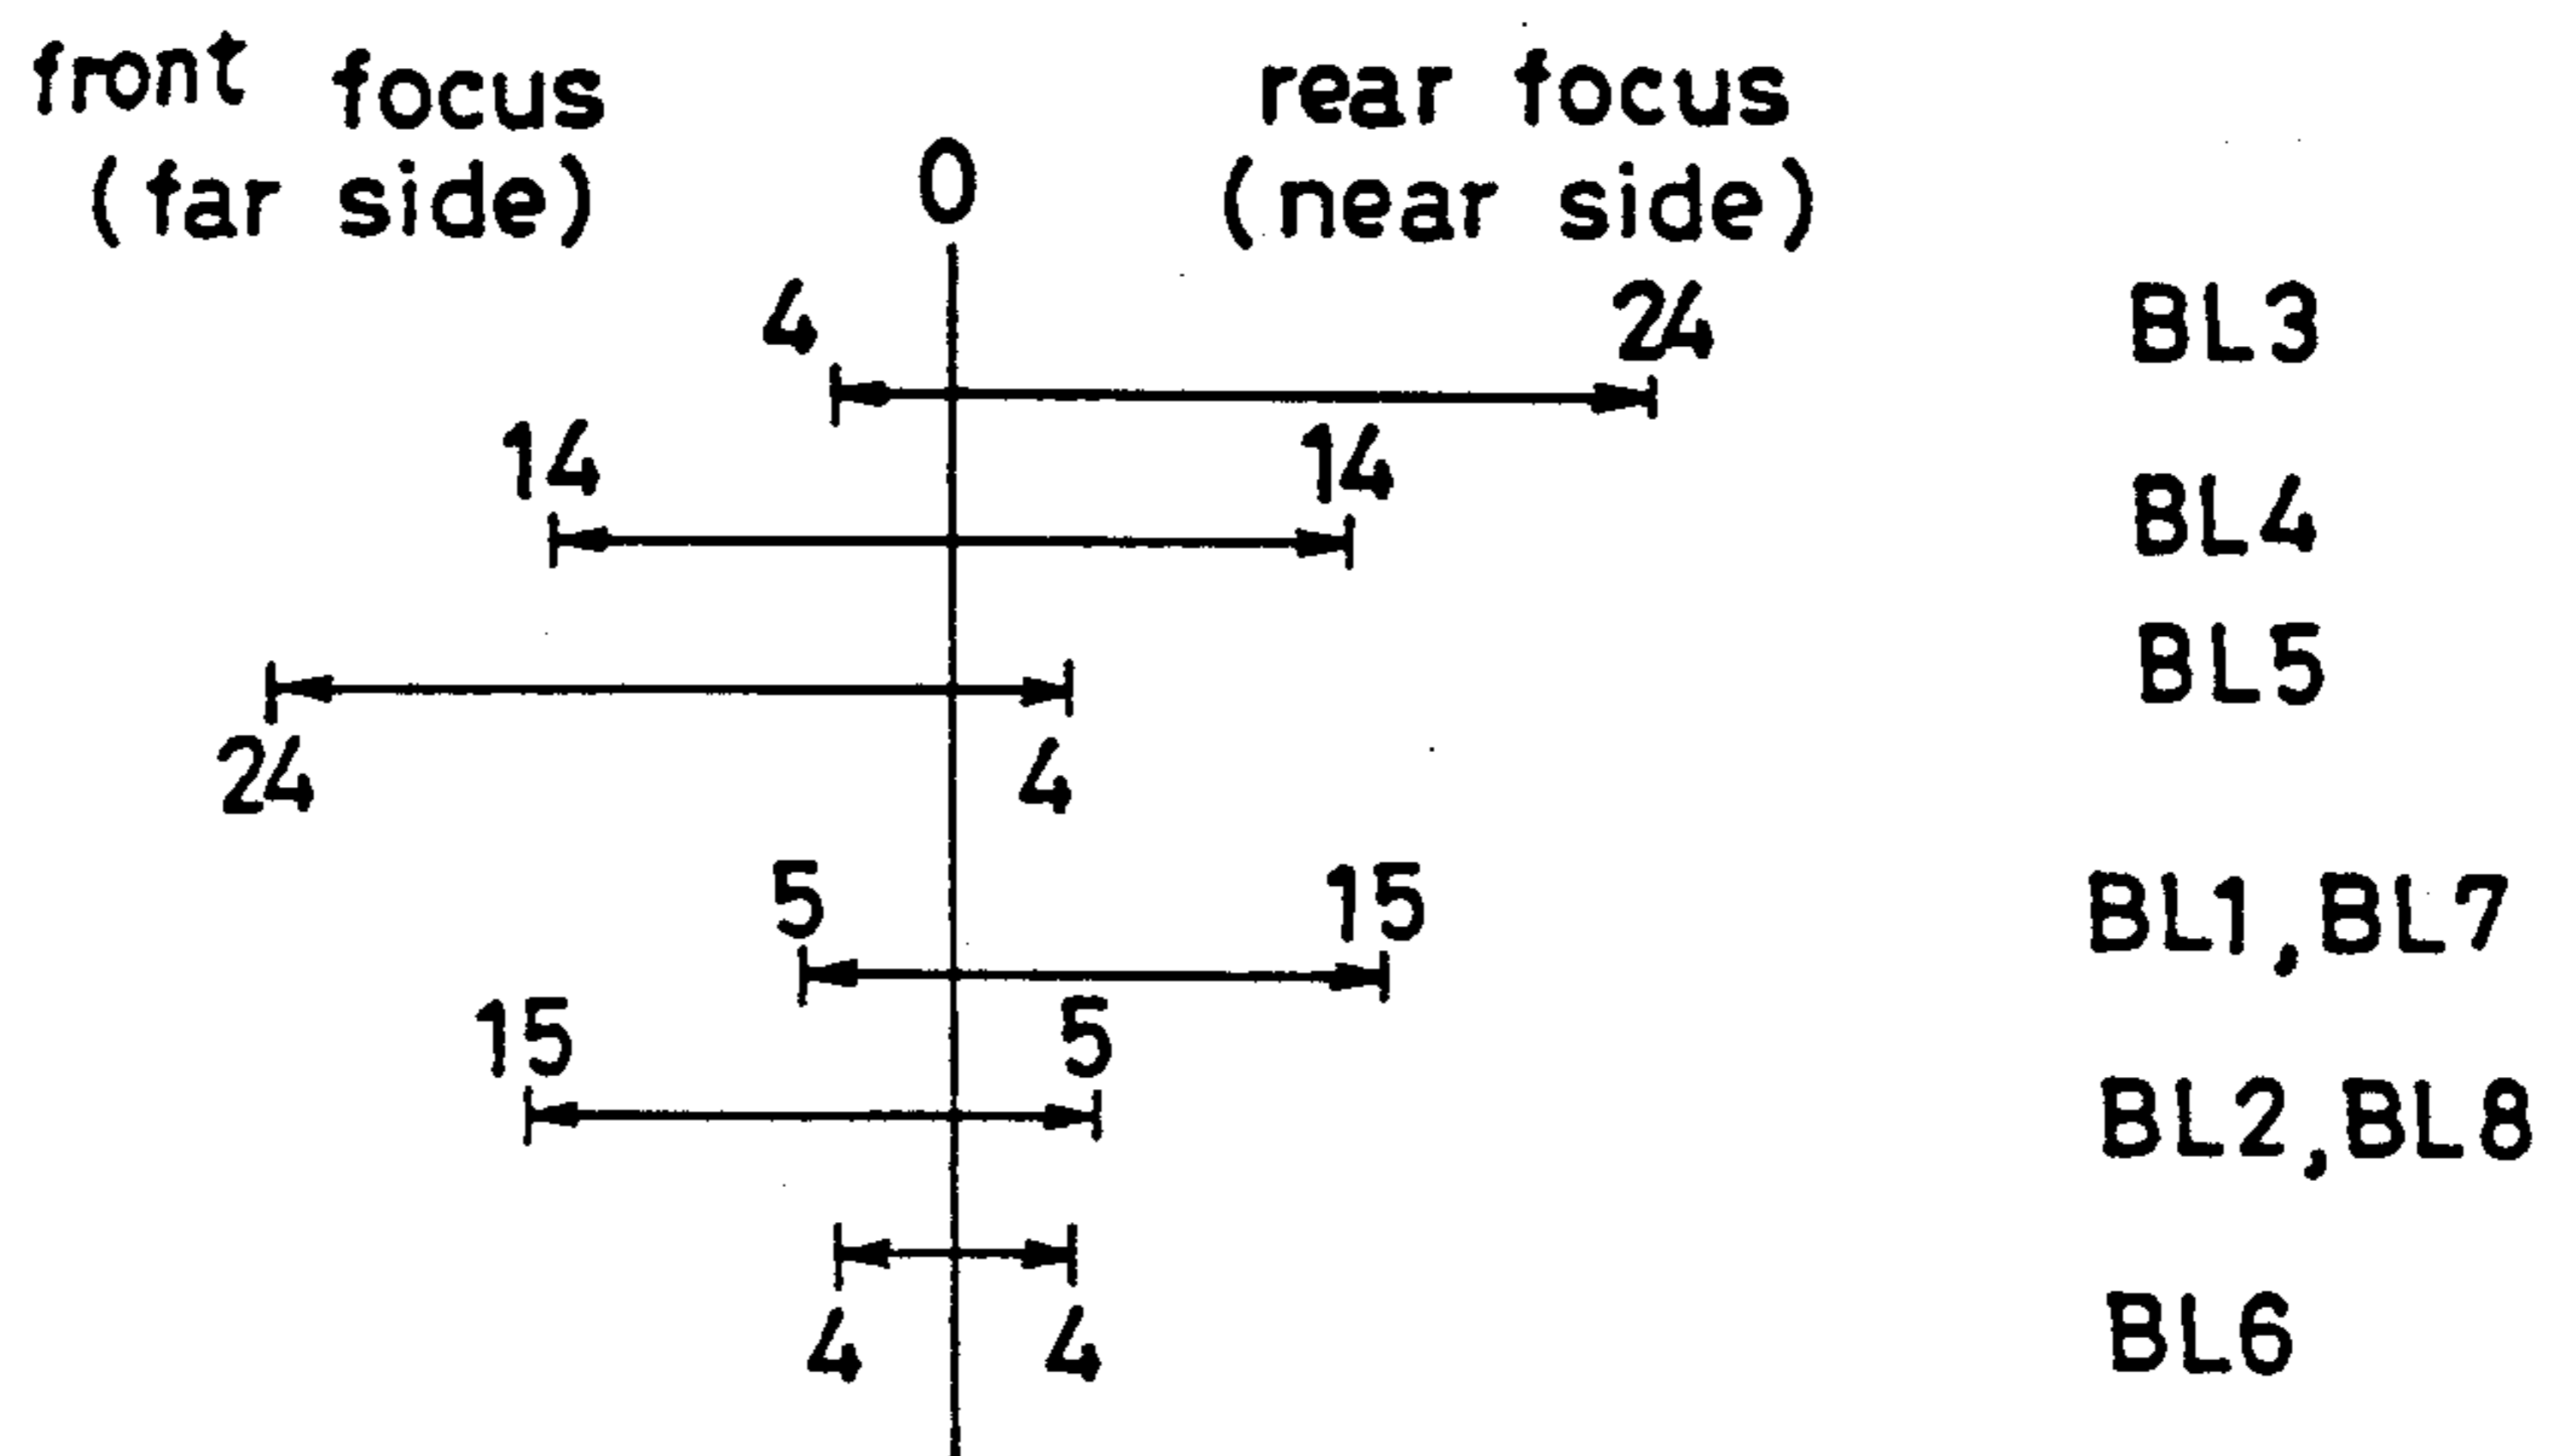 front focus
(far side)
0
rear focus
(near side)
4 24 BL3
14 14 BL4
BL5
24 4
5 15 BL1,BL7
15 5 BL2,BL8
4 4 BL6